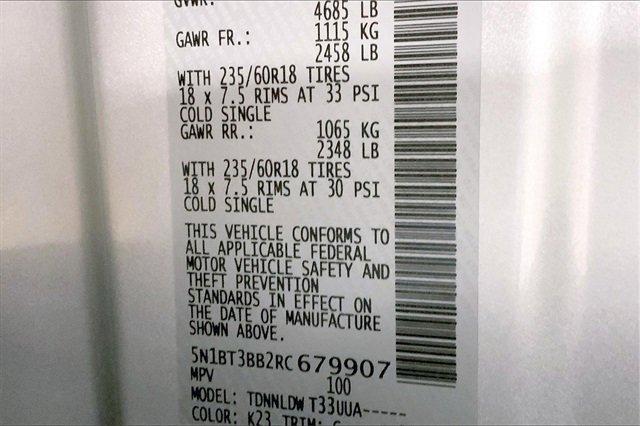 GVWR:
4685 LB
GAWR FR.: 1115 KG
2458 LB
WITH 235/60R18 TIRES
18 x 7.5 RIMS AT 33 PSI
COLD SINGLE
GAWR RR.: 1065 KG
2348 LB
WITH 235/60R18 TIRES
18 x 7.5 RIMS AT 30 PSI
COLD SINGLE
THIS VEHICLE CONFORMS TO
ALL APPLICABLE FEDERAL
MOTOR VEHICLE SAFETY AND
THEFT PREVENTION
STANDARDS IN EFFECT ON
THE DATE OF MANUFACTURE
SHOWN ABOVE.
5N1BT3BB2RC679907
MPV 100
MODEL: TDNNLDW T33UUA-----
COLOR: K23 TRIM: